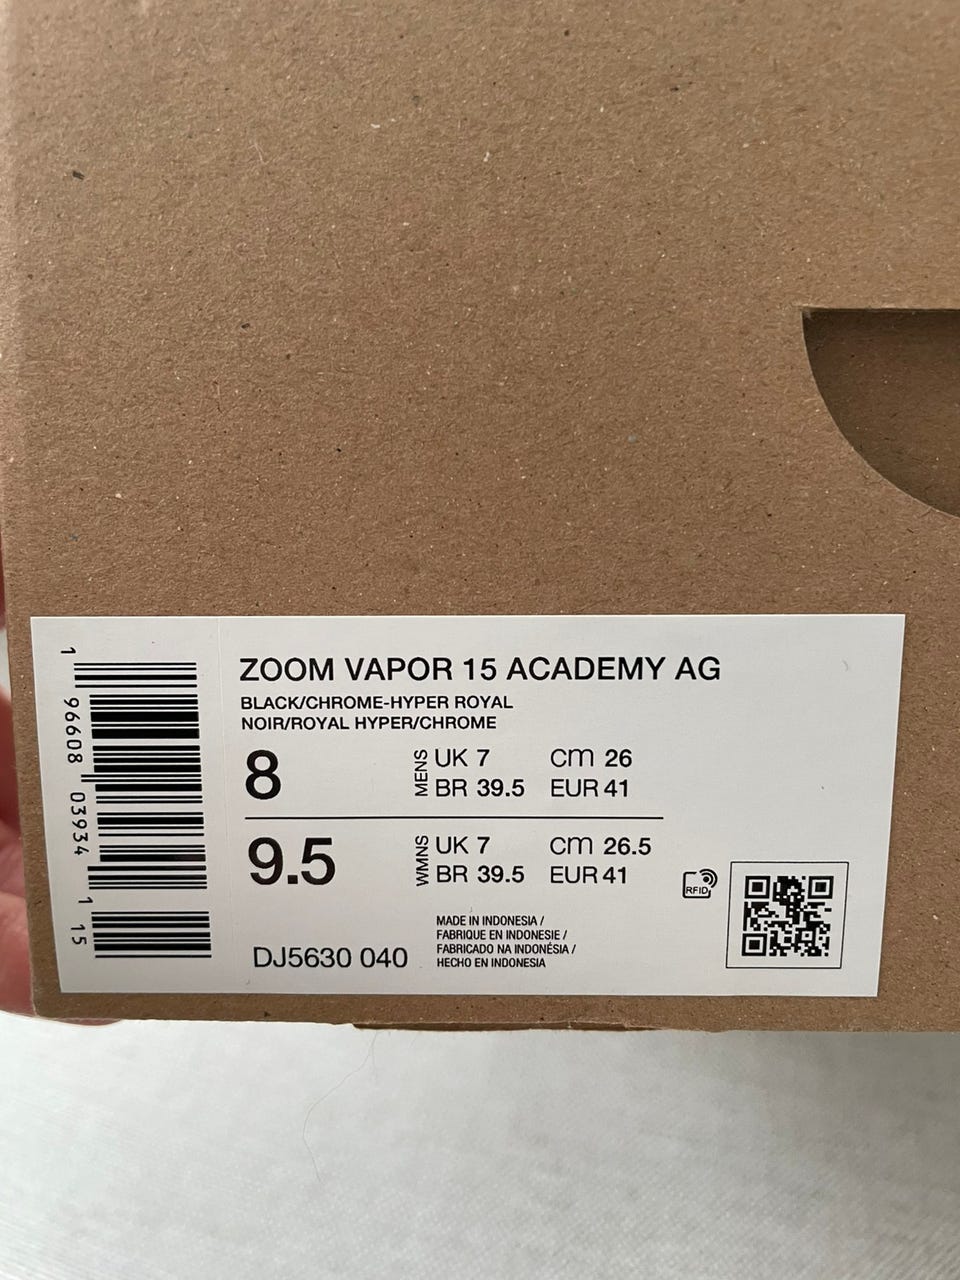 ZOOM VAPOR 15 ACADEMY AG
BLACK/CHROME-HYPER ROYAL
NOIR/ROYAL HYPER/CHROME
8 MENS UK 7 cm 26
BR 39.5 EUR 41
9.5 WMNS UK 7 cm 26.5
BR 39.5 EUR 41
RFID
MADE IN INDONESIA /
FABRIQUE EN INDONESIE /
FABRICADO NA INDONÉSIA /
HECHO EN INDONESIA
DJ5630 040
1 96608 03934 1 15